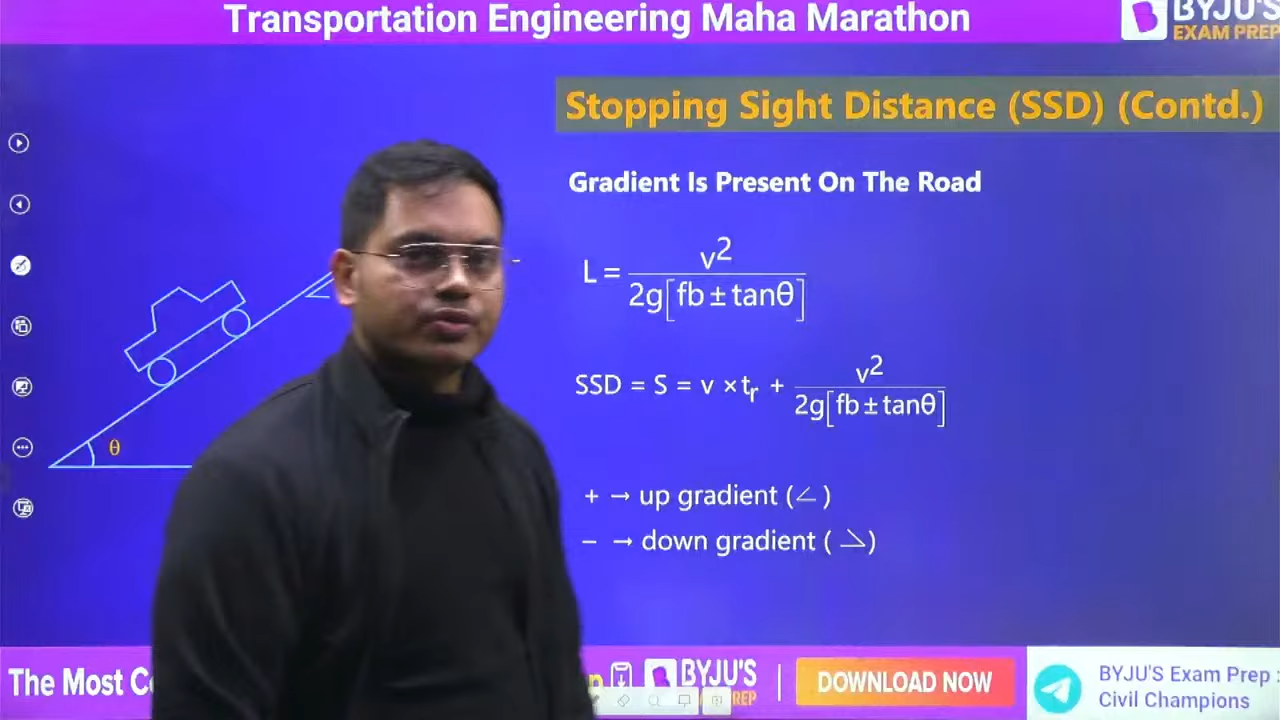 Transportation Engineering Maha Marathon
BYJU'S
EXAM PREP
Stopping Sight Distance (SSD) (Contd.)
Gradient Is Present On The Road
L = v² / 2g[fb ± tanθ]
SSD = S = v × tᵣ + v² / 2g[fb ± tanθ]
θ
+ → up gradient (∠)
− → down gradient ( ⦣)
The Most
BYJU'S
DOWNLOAD NOW
BYJU'S Exam Prep :
Civil Champions